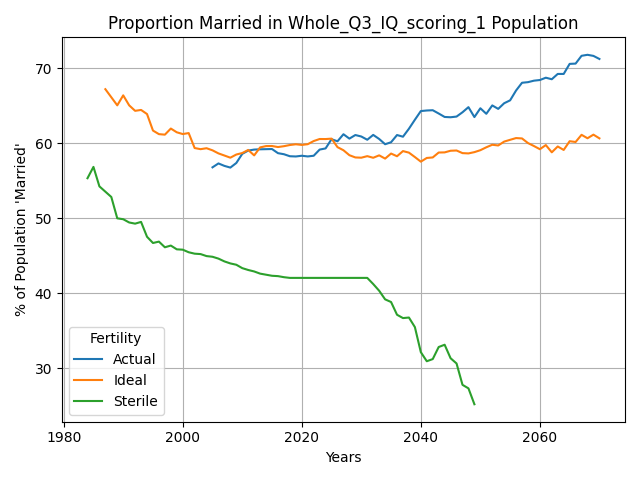 Proportion Married in Whole_Q3_IQ_scoring_1 Population
% of Population 'Married'
70
60
50
40
30
Fertility
Actual
Ideal
Sterile
1980
2000
2020
2040
2060
Years